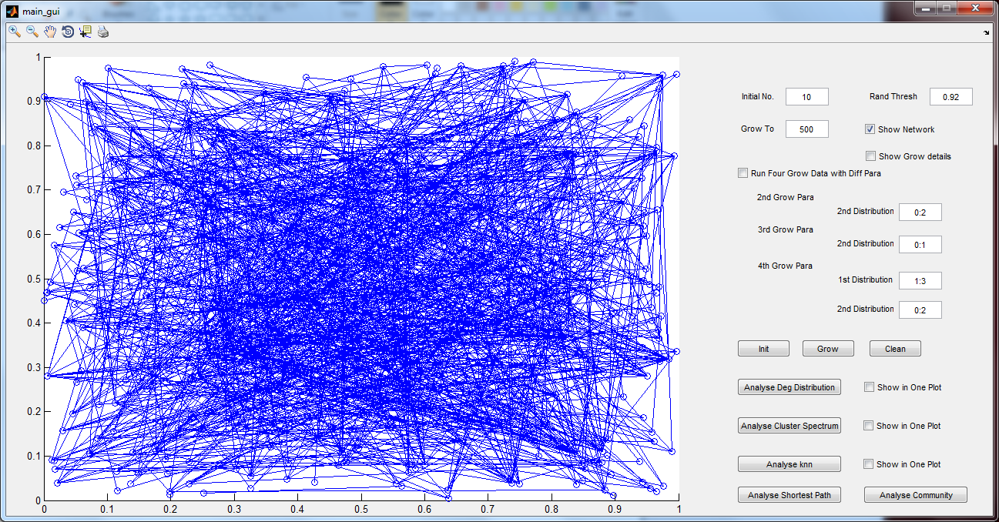 main_gui
1
0.9
0.8
0.7
0.6
0.5
0.4
0.3
0.2
0.1
0
0 0.1 0.2 0.3 0.4 0.5 0.6 0.7 0.8 0.9 1
Initial No. 10 Rand Thresh 0.92
Grow To 500 Show Network
Show Grow details
Run Four Grow Data with Diff Para
2nd Grow Para
2nd Distribution 0:2
3rd Grow Para
2nd Distribution 0:1
4th Grow Para
1st Distribution 1:3
2nd Distribution 0:2
Init Grow Clean
Analyse Deg Distribution Show in One Plot
Analyse Cluster Spectrum Show in One Plot
Analyse knn Show in One Plot
Analyse Shortest Path Analyse Community